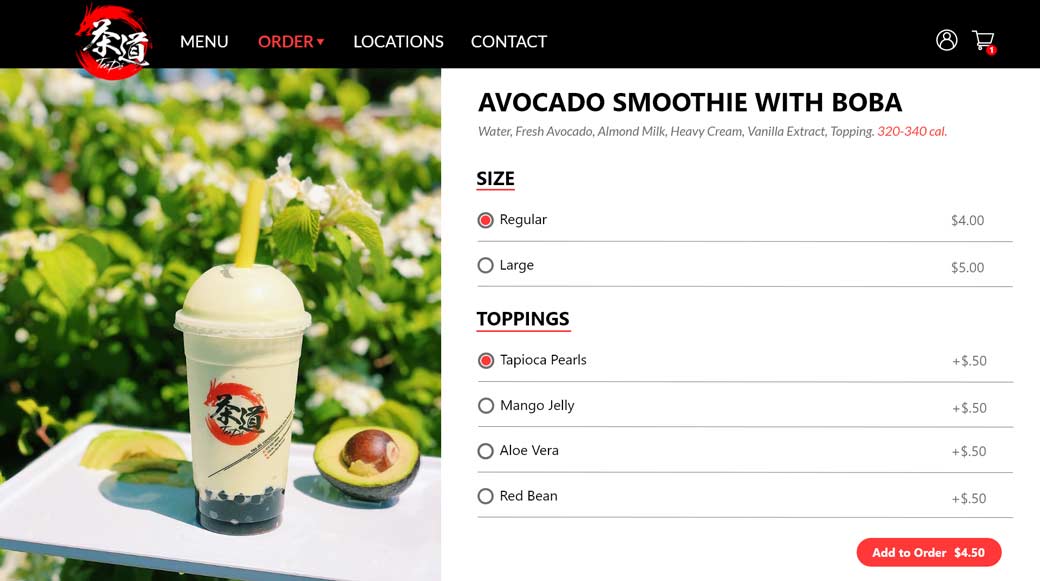 茶道
TeaDo
MENU
ORDER
LOCATIONS
CONTACT
1
AVOCADO SMOOTHIE WITH BOBA
Water, Fresh Avocado, Almond Milk, Heavy Cream, Vanilla Extract, Topping. 320-340 cal.
SIZE
Regular $4.00
Large $5.00
TOPPINGS
Tapioca Pearls +$.50
Mango Jelly +$.50
Aloe Vera +$.50
Red Bean +$.50
Add to Order $4.50
茶道
TeaDo